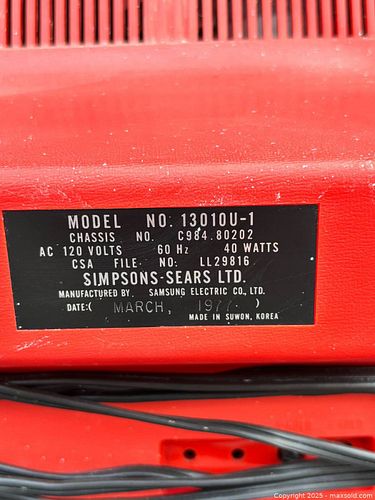 MODEL NO. 13010U-1
CHASSIS NO. C984.80202
AC 120 VOLTS 60 Hz 40 WATTS
CSA FILE: NO: LL29816
SIMPSONS-SEARS LTD.
MANUFACTURED BY SAMSUNG ELECTRIC CO., LTD.
DATE:( MARCH, 1977 )
MADE IN SUWON, KOREA
Copyright © 2025 - maxsold.com